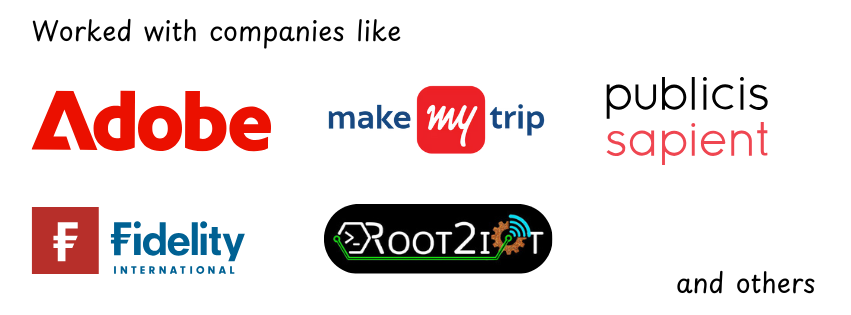 Worked with companies like
Adobe
make my trip
publicis
sapient
Fidelity
INTERNATIONAL
ROOT2IOT
and others